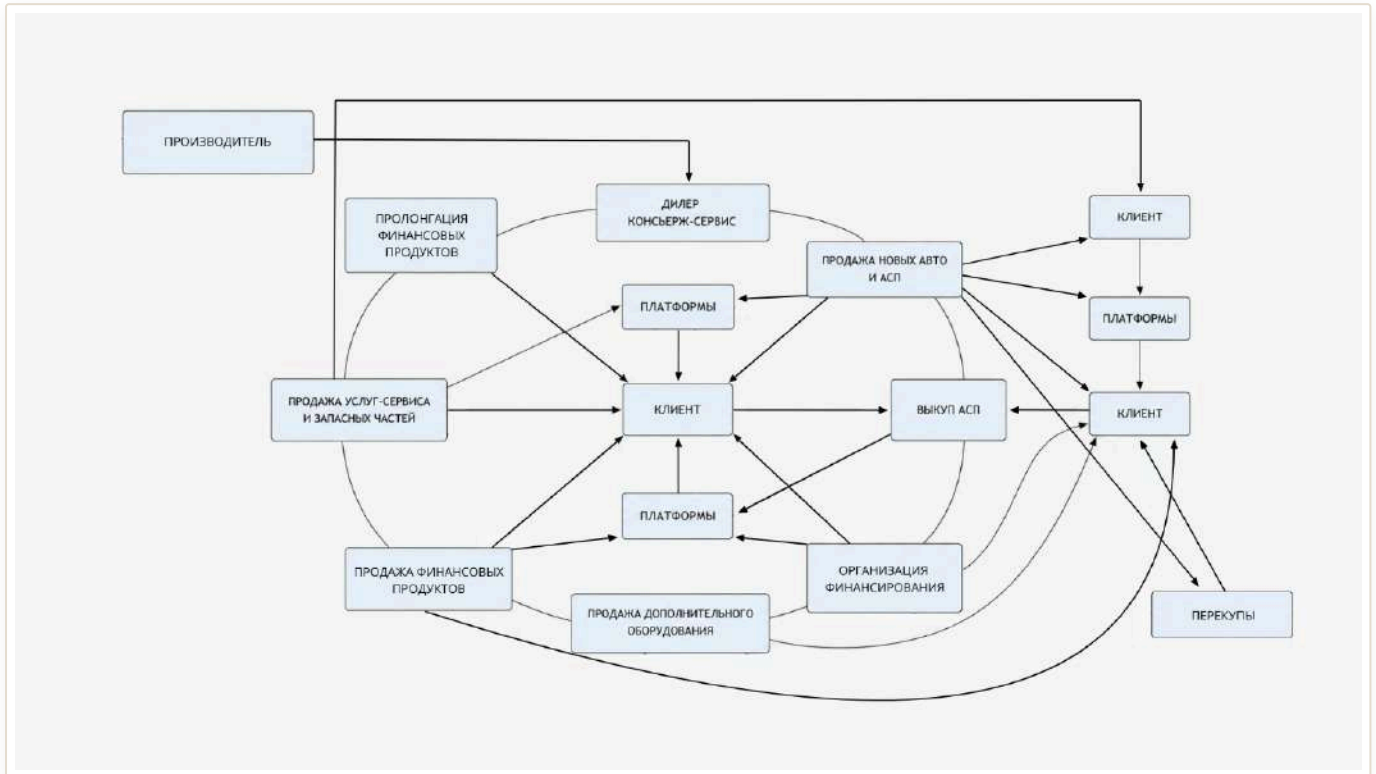 ПРОИЗВОДИТЕЛЬ
ДИЛЕР
КОНСЬЕРЖ-СЕРВИС
ПРОЛОНГАЦИЯ
ФИНАНСОВЫХ
ПРОДУКТОВ
КЛИЕНТ
ПРОДАЖА НОВЫХ АВТО
И АСП
ПЛАТФОРМЫ
ПЛАТФОРМЫ
ПРОДАЖА УСЛУГ-СЕРВИСА
И ЗАПАСНЫХ ЧАСТЕЙ
КЛИЕНТ
ВЫКУП АСП
КЛИЕНТ
ПЛАТФОРМЫ
ПРОДАЖА ФИНАНСОВЫХ
ПРОДУКТОВ
ОРГАНИЗАЦИЯ
ФИНАНСИРОВАНИЯ
ПРОДАЖА ДОПОЛНИТЕЛЬНОГО
ОБОРУДОВАНИЯ
ПЕРЕКУПЫ